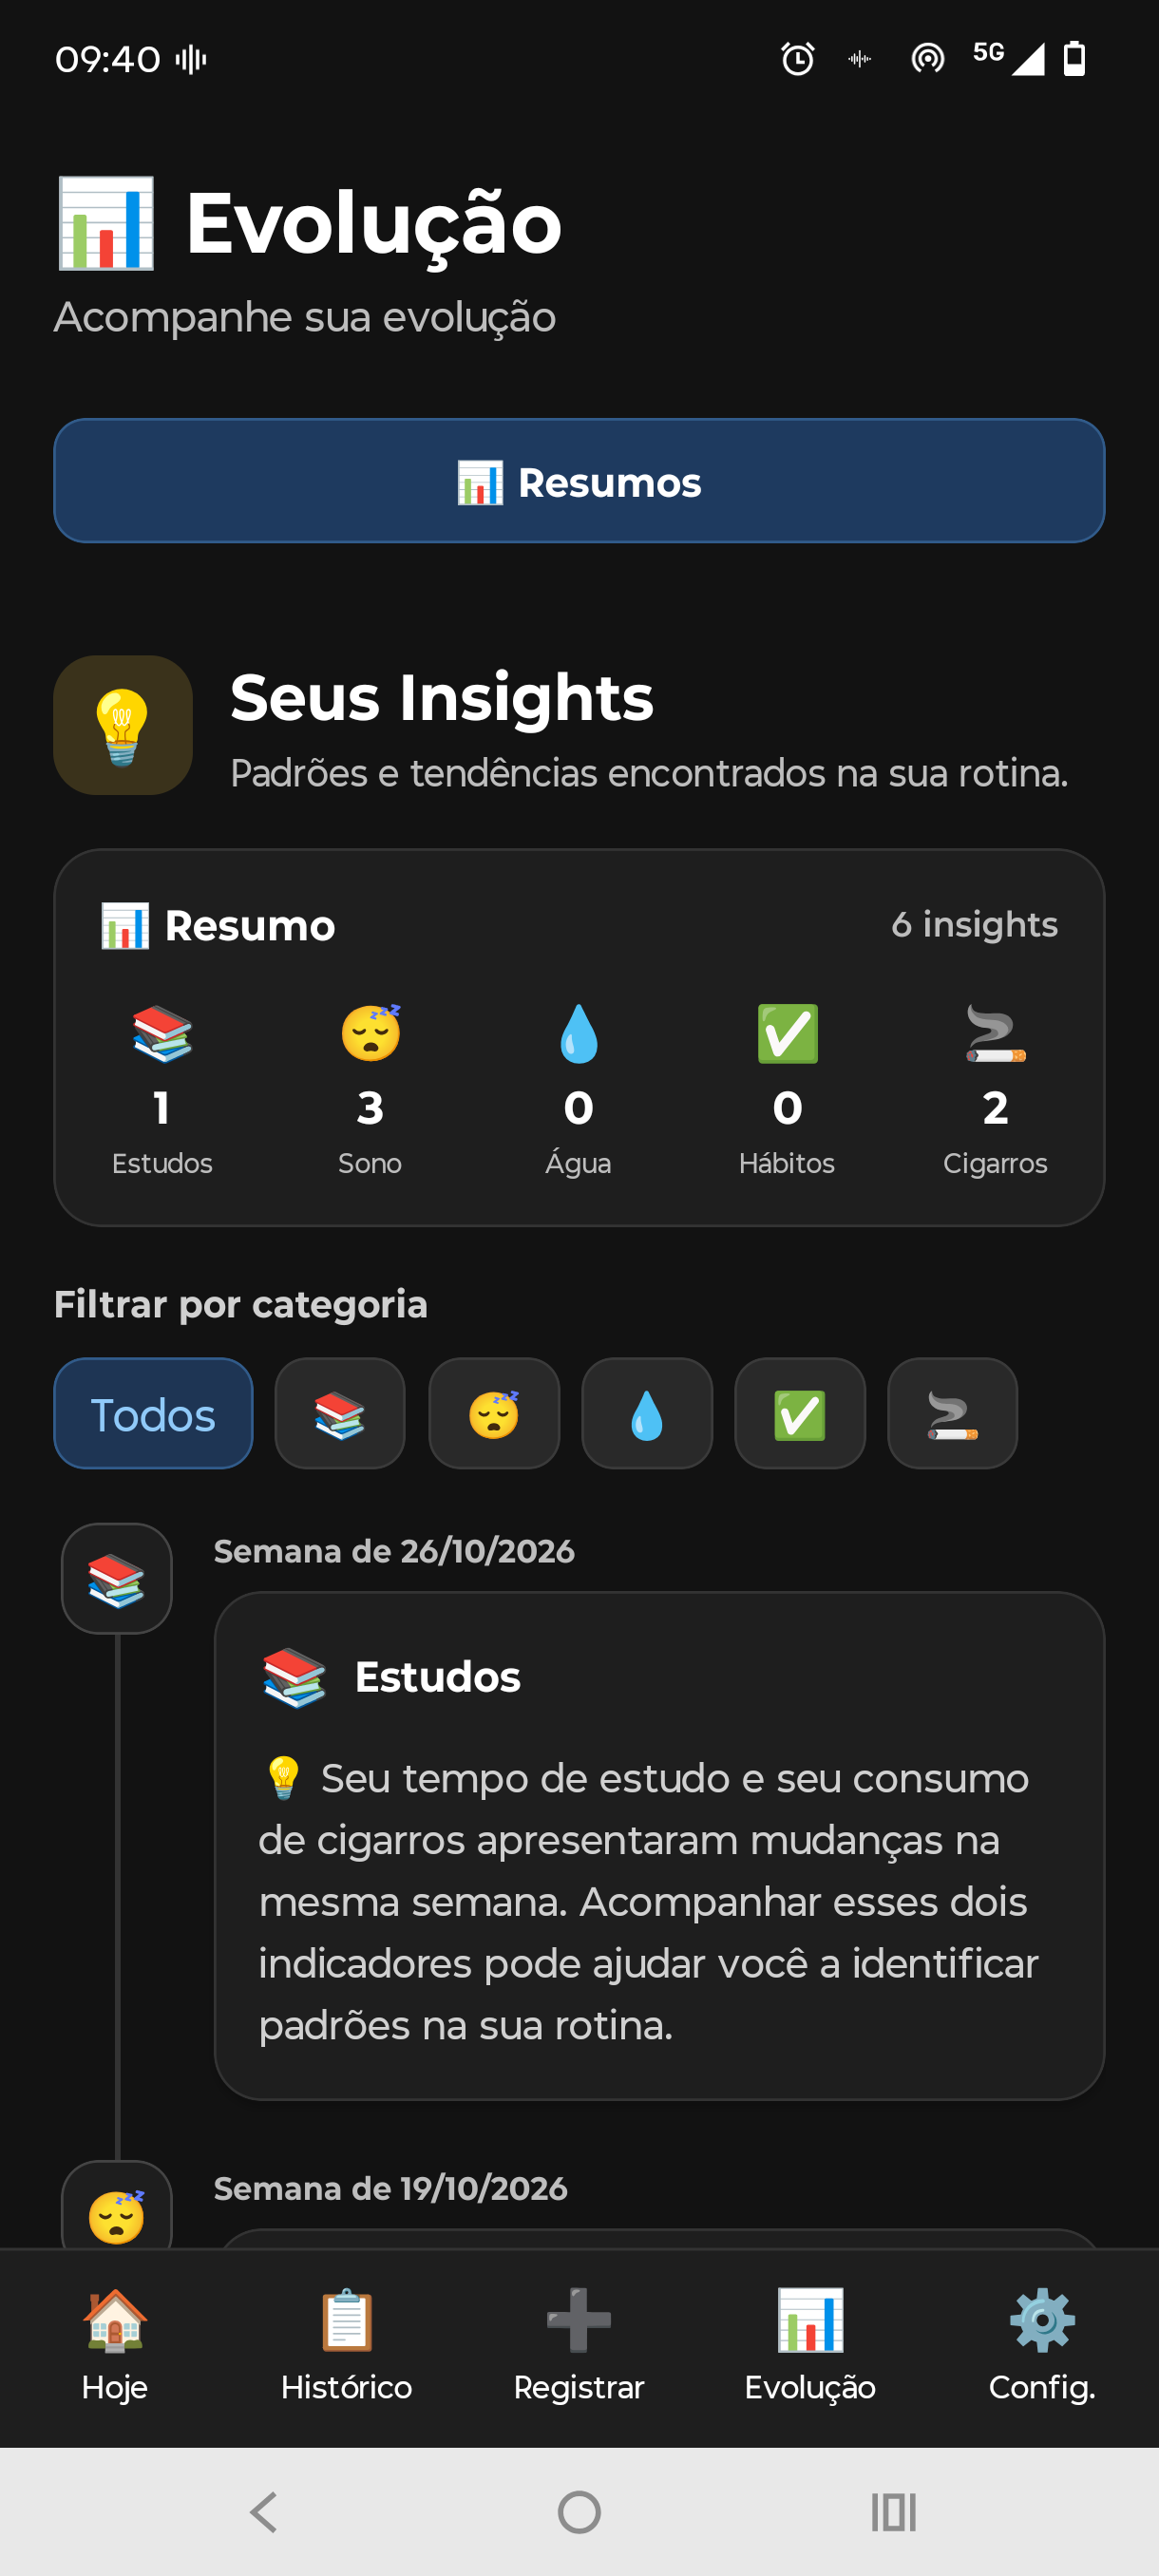 09:40
5G
📊 Evolução
Acompanhe sua evolução
📊 Resumos
💡 Seus Insights
Padrões e tendências encontrados na sua rotina.
📊 Resumo
6 insights
📚 😴 💧 ✅ 🚬
1 3 0 0 2
Estudos Sono Água Hábitos Cigarros
Filtrar por categoria
Todos 📚 😴 💧 ✅ 🚬
Semana de 26/10/2026
📚 Estudos
💡 Seu tempo de estudo e seu consumo
de cigarros apresentaram mudanças na
mesma semana. Acompanhar esses dois
indicadores pode ajudar você a identificar
padrões na sua rotina.
Semana de 19/10/2026
Hoje Histórico Registrar Evolução Config.